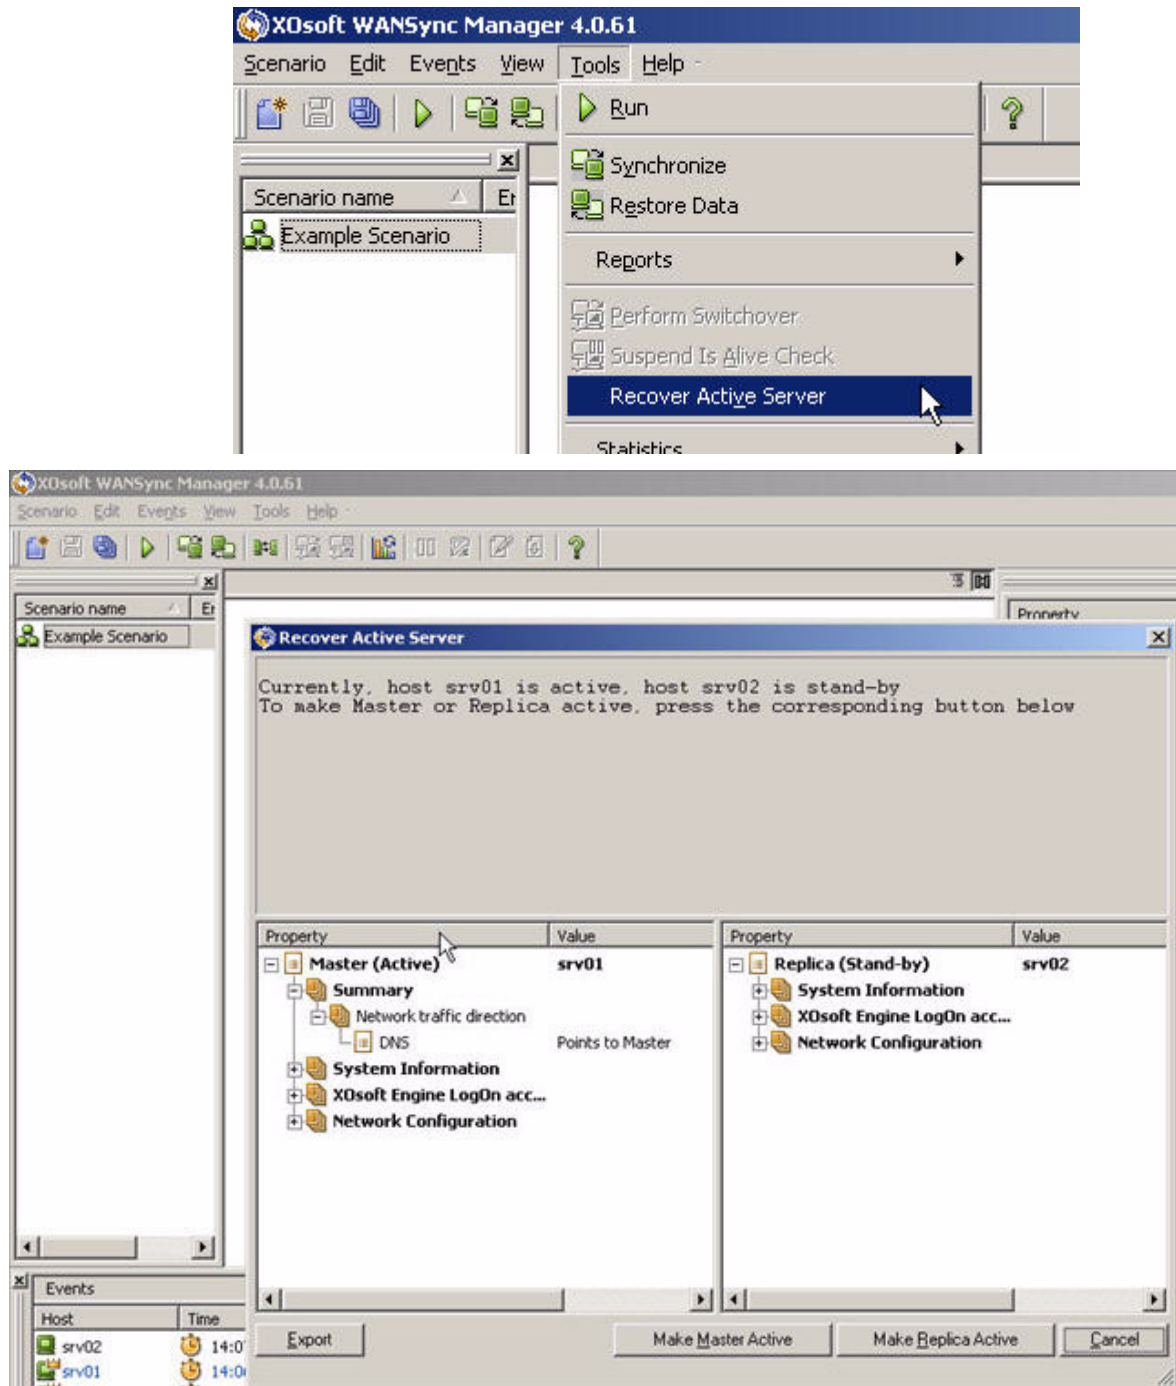 XOsoft WANSync Manager 4.0.61
Scenario Edit Events View Tools Help
Run
Synchronize
Scenario name
Restore Data
Example Scenario
Reports
Perform Switchover
Suspend Is Alive Check
Recover Active Server
Statistics
XOsoft WANSync Manager 4.0.61
Scenario Edit Events View Tools Help
Scenario name
Property
Example Scenario
Recover Active Server
Currently, host srv01 is active, host srv02 is stand-by
To make Master or Replica active, press the corresponding button below
Property Value Property Value
Master (Active) srv01 Replica (Stand-by) srv02
Summary System Information
Network traffic direction XOsoft Engine LogOn acc...
DNS Points to Master Network Configuration
System Information
XOsoft Engine LogOn acc...
Network Configuration
Events
Host Time
Export Make Master Active Make Replica Active Cancel
srv02 14:0
srv01 14:0